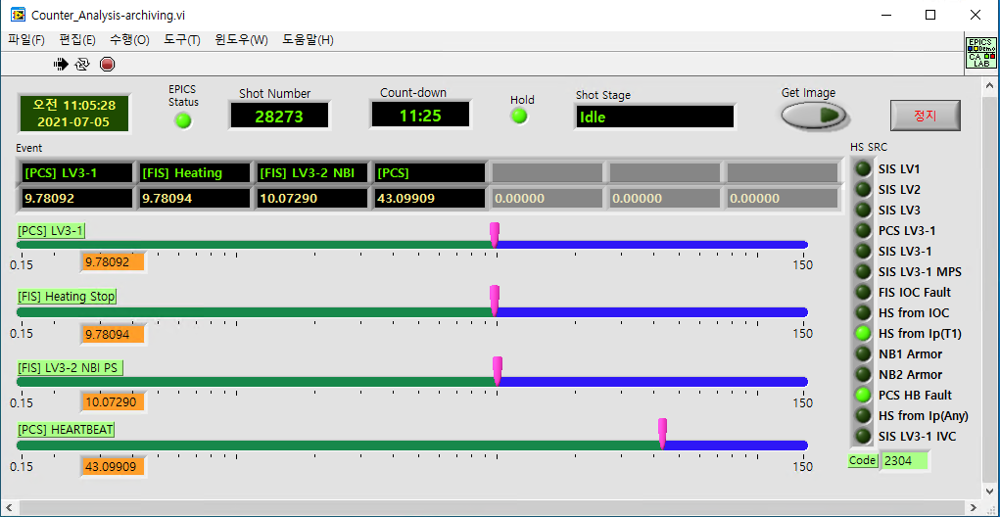 Counter_Analysis-archiving.vi
파일(F) 편집(E) 수행(O) 도구(T) 윈도우(W) 도움말(H)
EPICS
Demo
CA
LAB
오전 11:05:28
2021-07-05
EPICS
Status
Shot Number
28273
Count-down
11:25
Hold
Shot Stage
Idle
Get Image
정지
Event
[PCS] LV3-1 [FIS] Heating [FIS] LV3-2 NBI [PCS]
9.78092 9.78094 10.07290 43.09909 0.00000 0.00000 0.00000
[PCS] LV3-1
0.15 9.78092 150
[FIS] Heating Stop
0.15 9.78094 150
[FIS] LV3-2 NBI PS
0.15 10.07290 150
[PCS] HEARTBEAT
0.15 43.09909 150
HS SRC
SIS LV1
SIS LV2
SIS LV3
PCS LV3-1
SIS LV3-1
SIS LV3-1 MPS
FIS IOC Fault
HS from IOC
HS from Ip(T1)
NB1 Armor
NB2 Armor
PCS HB Fault
HS from Ip(Any)
SIS LV3-1 IVC
Code 2304